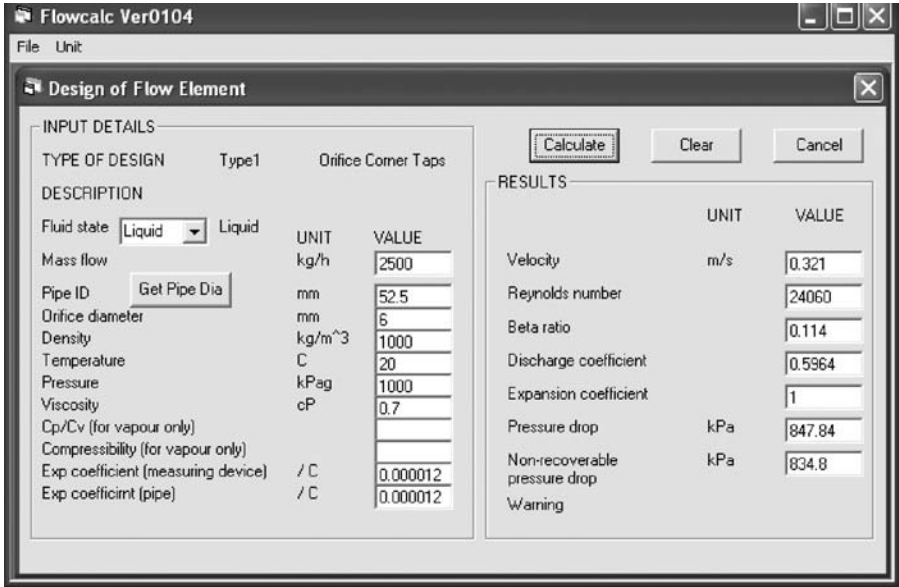 Flowcalc Ver0104
File Unit
Design of Flow Element
INPUT DETAILS
TYPE OF DESIGN Type1 Orifice Corner Taps
DESCRIPTION
Fluid state Liquid Liquid
UNIT VALUE
Mass flow kg/h 2500
Pipe ID Get Pipe Dia mm 52.5
Orifice diameter mm 6
Density kg/m^3 1000
Temperature C 20
Pressure kPag 1000
Viscosity cP 0.7
Cp/Cv (for vapour only)
Compressibility (for vapour only)
Exp coefficient (measuring device) / C 0.000012
Exp coefficirnt (pipe) / C 0.000012
Calculate Clear Cancel
RESULTS
UNIT VALUE
Velocity m/s 0.321
Reynolds number 24060
Beta ratio 0.114
Discharge coefficient 0.5964
Expansion coefficient 1
Pressure drop kPa 847.84
Non-recoverable kPa 834.8
pressure drop
Warning